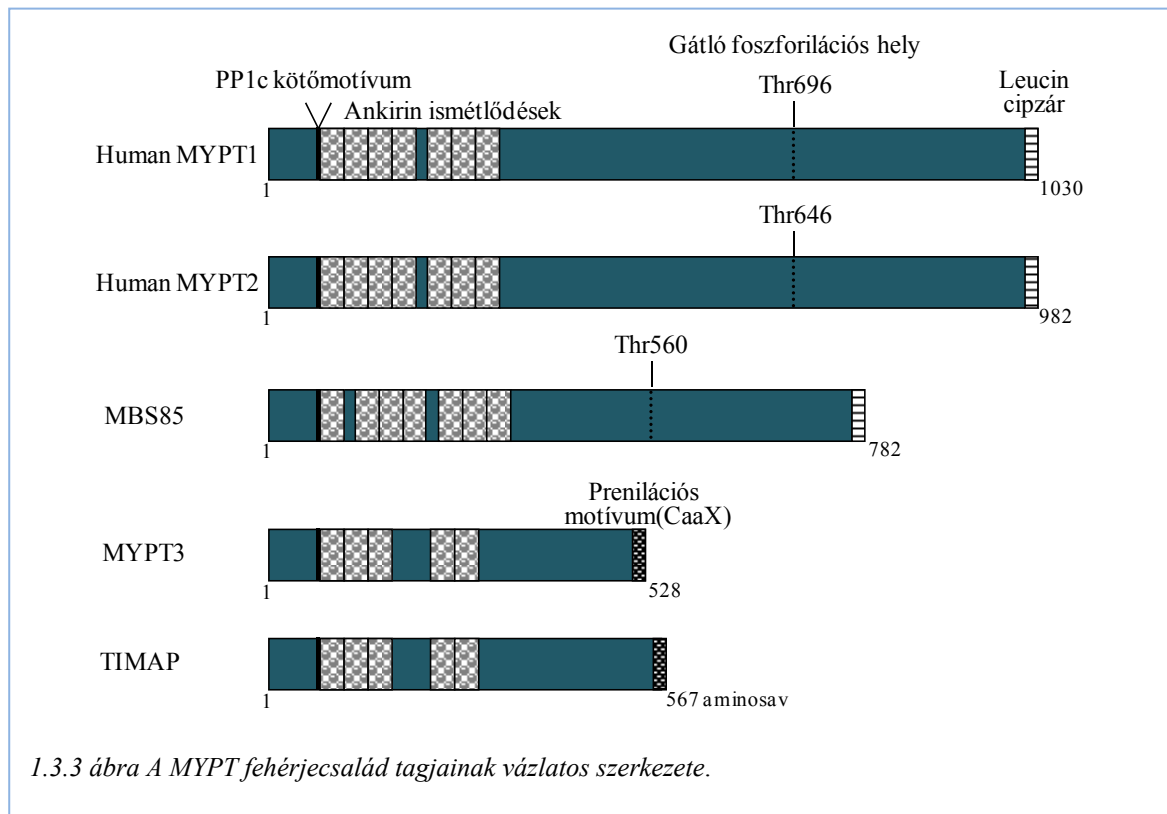 Gátló foszforilációs hely
PP1c kötőmotívum
Thr696
Leucin
cipzár
Ankirin ismétlődések
Human MYPT1
1
1030
Thr646
Human MYPT2
1
982
Thr560
MBS85
1
782
Prenilációs
motívum(CaaX)
MYPT3
1
528
TIMAP
1
567 aminosav
1.3.3 ábra A MYPT fehérjecsalád tagjainak vázlatos szerkezete.